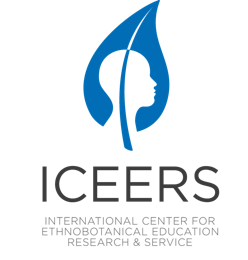 ICEERS
INTERNATIONAL CENTER FOR
ETHNOBOTANICAL EDUCATION
RESEARCH & SERVICE